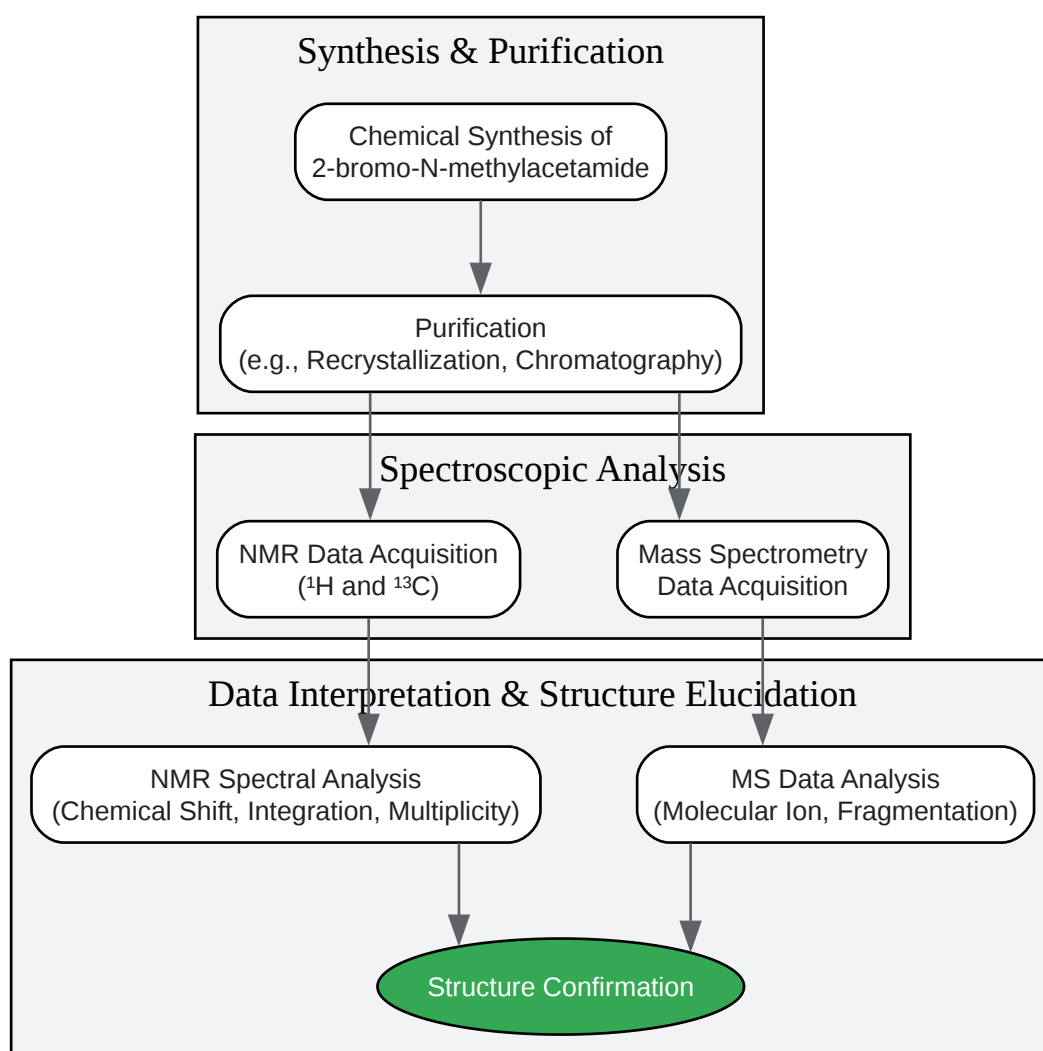 Synthesis & Purification
Chemical Synthesis of
2-bromo-N-methylacetamide
Purification
(e.g., Recrystallization, Chromatography)
Spectroscopic Analysis
NMR Data Acquisition
(¹H and ¹³C)
Mass Spectrometry
Data Acquisition
Data Interpretation & Structure Elucidation
NMR Spectral Analysis
(Chemical Shift, Integration, Multiplicity)
MS Data Analysis
(Molecular Ion, Fragmentation)
Structure Confirmation